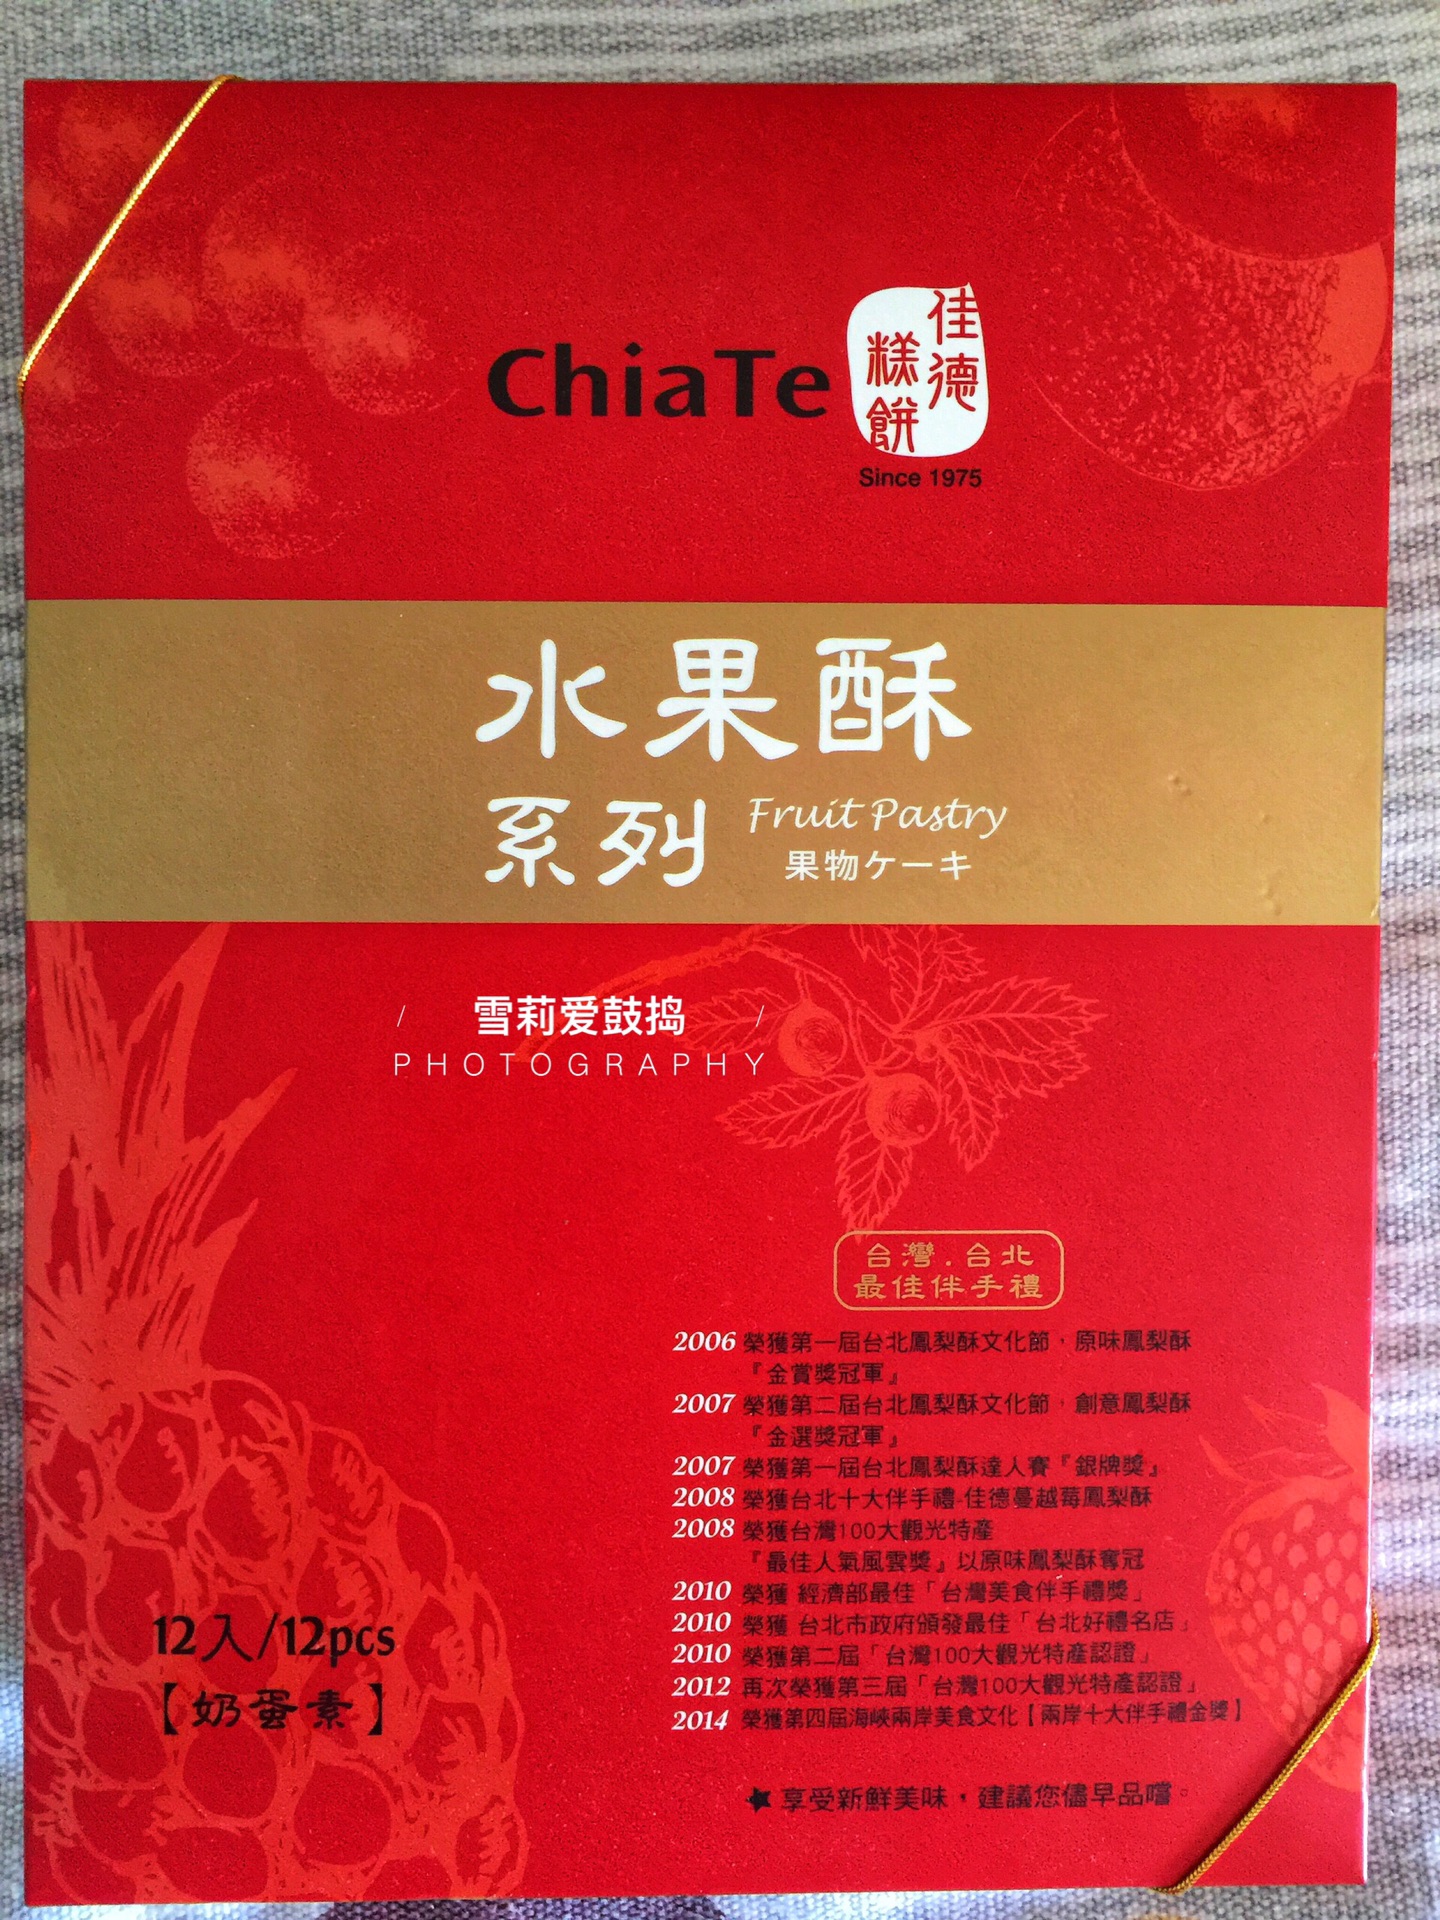 ChiaTe
佳德
糕餅
Since 1975
水果酥
系列
Fruit Pastry
果物ケーキ
/ 雪莉爱鼓捣 /
PHOTOGRAPHY
台灣.台北
最佳伴手禮
2006 榮獲第一屆台北鳳梨酥文化節，原味鳳梨酥
『金賞獎冠軍』
2007 榮獲第二屆台北鳳梨酥文化節，創意鳳梨酥
『金選獎冠軍』
2007 榮獲第一屆台北鳳梨酥達人賽『銀牌獎』
2008 榮獲台北十大伴手禮-佳德蔓越莓鳳梨酥
2008 榮獲台灣100大觀光特產
『最佳人氣風雲獎』以原味鳳梨酥奪冠
2010 榮獲 經濟部最佳「台灣美食伴手禮獎」
2010 榮獲 台北市政府頒發最佳「台北好禮名店」
2010 榮獲第二屆「台灣100大觀光特產認證」
2012 再次榮獲第三屆「台灣100大觀光特產認證」
2014 榮獲第四屆海峽兩岸美食文化【兩岸十大伴手禮金獎】
12入/12pcs
【奶蛋素】
★享受新鮮美味，建議您儘早品嚐。